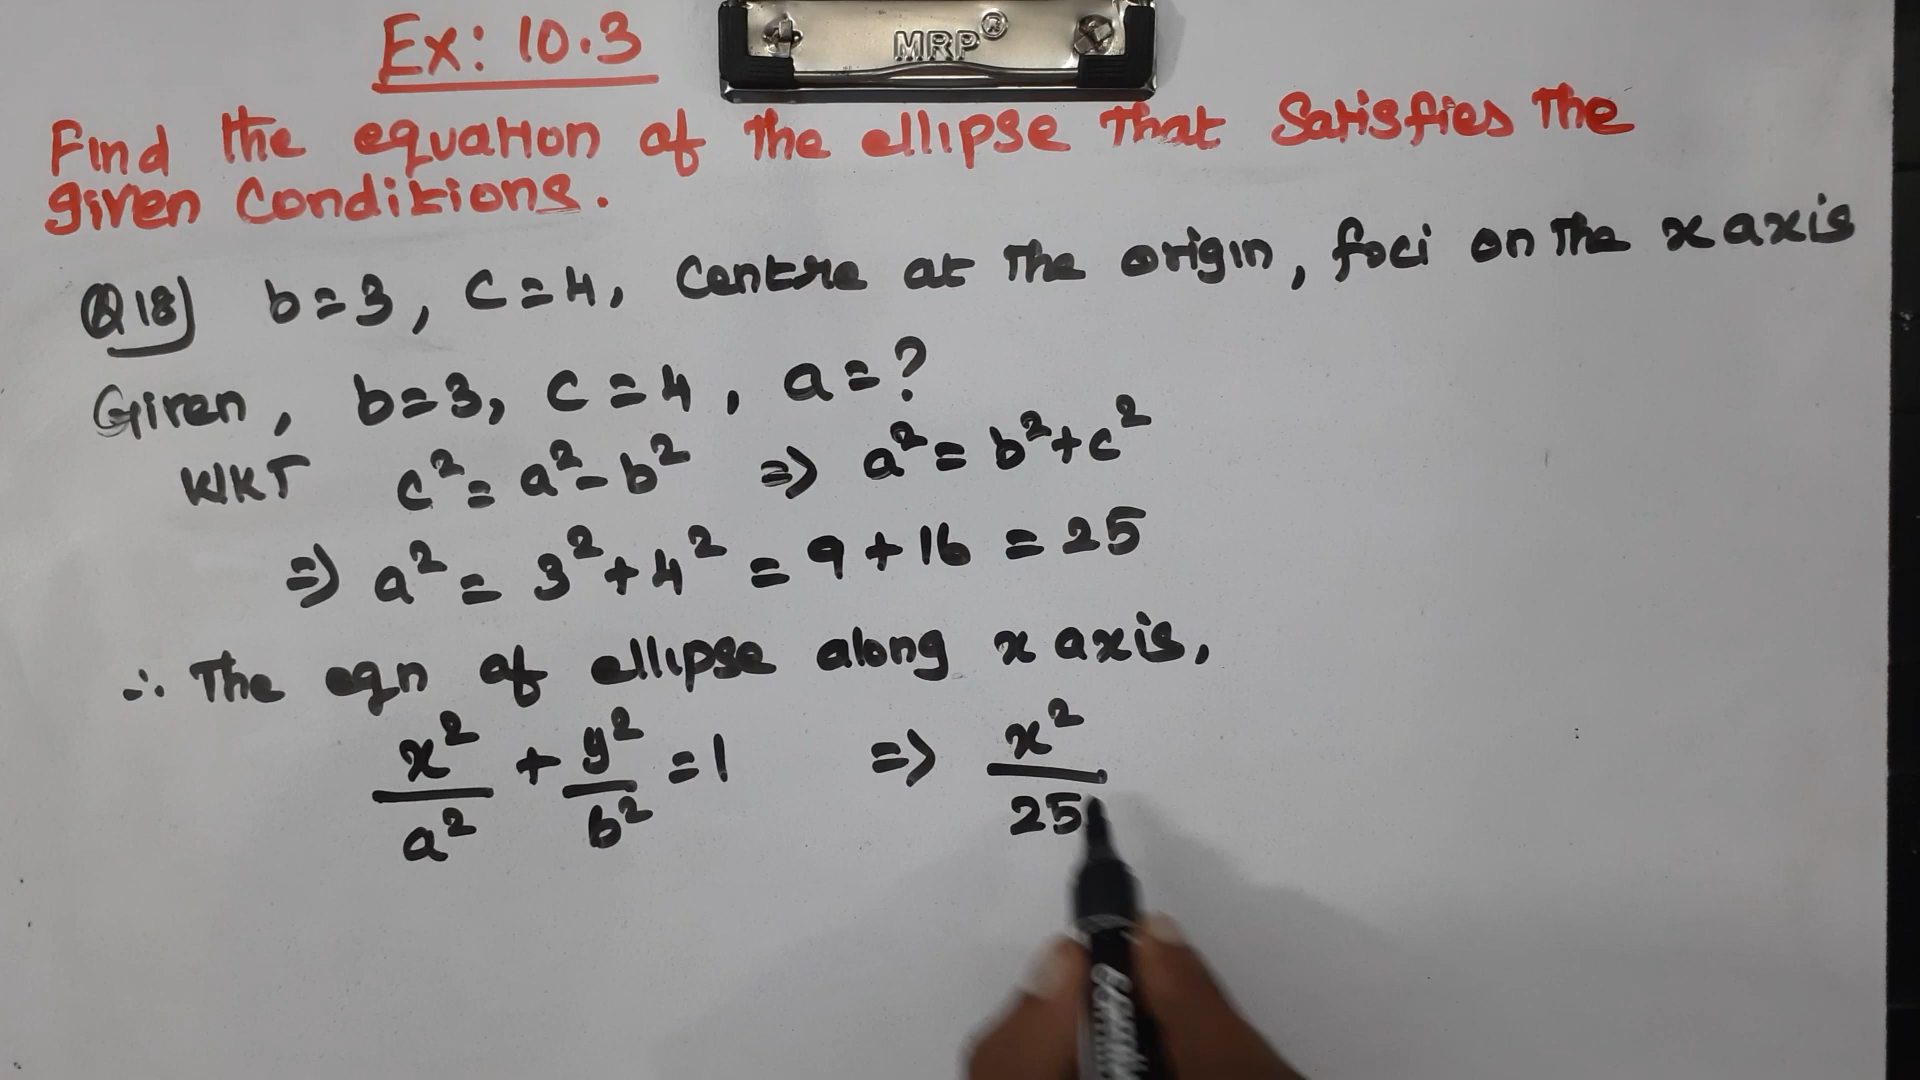 Ex: 10.3
MRP®
Find the equation of the ellipse that satisfies the
given conditions.
Q18) b=3, c=4, Centre at the origin, foci on the x axis
Given, b=3, c=4, a=?
WKT c²=a²-b² => a²=b²+c²
=> a²=3²+4²=9+16=25
∴ The eqn of ellipse along x axis,
x²/a² + y²/b² =1 => x²/25